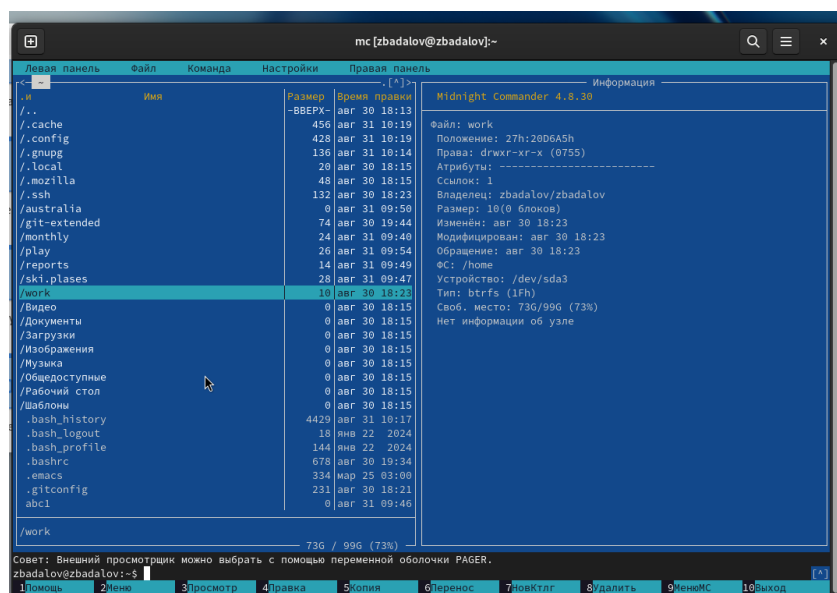 mc [zbadalov@zbadalov]:~
Левая панель Файл Команда Настройки Правая панель
<─ ~ .[^]>
.и Имя Размер Время правки
/.. -ВВЕРХ- авг 30 18:13
/.cache 456 авг 31 10:19
/.config 428 авг 31 10:19
/.gnupg 136 авг 31 10:14
/.local 20 авг 30 18:15
/.mozilla 48 авг 30 18:15
/.ssh 132 авг 30 18:23
/australia 0 авг 31 09:50
/git-extended 74 авг 30 19:44
/monthly 24 авг 31 09:40
/play 26 авг 31 09:54
/reports 14 авг 31 09:49
/ski.plases 28 авг 31 09:47
/work 10 авг 30 18:23
/Видео 0 авг 30 18:15
/Документы 0 авг 30 18:15
/Загрузки 0 авг 30 18:15
/Изображения 0 авг 30 18:15
/Музыка 0 авг 30 18:15
/Общедоступные 0 авг 30 18:15
/Рабочий стол 0 авг 30 18:15
/Шаблоны 0 авг 30 18:15
.bash_history 4429 авг 31 10:17
.bash_logout 18 янв 22 2024
.bash_profile 144 янв 22 2024
.bashrc 678 авг 30 19:34
.emacs 334 мар 25 03:00
.gitconfig 231 авг 30 18:21
abc1 0 авг 31 09:46
/work
73G / 99G (73%)
Информация
Midnight Commander 4.8.30
Файл: work
Положение: 27h:20D6A5h
Права: drwxr-xr-x (0755)
Атрибуты: -------------------------
Ссылок: 1
Владелец: zbadalov/zbadalov
Размер: 10(0 блоков)
Изменён: авг 30 18:23
Модифицирован: авг 30 18:23
Обращение: авг 30 18:23
ФС: /home
Устройство: /dev/sda3
Тип: btrfs (1Fh)
Своб. место: 73G/99G (73%)
Нет информации об узле
Совет: Внешний просмотрщик можно выбрать с помощью переменной оболочки PAGER.
zbadalov@zbadalov:~$ [^]
1Помощь 2Меню 3Просмотр 4Правка 5Копия 6Перенос 7НовКтлг 8Удалить 9МенюМС 10Выход